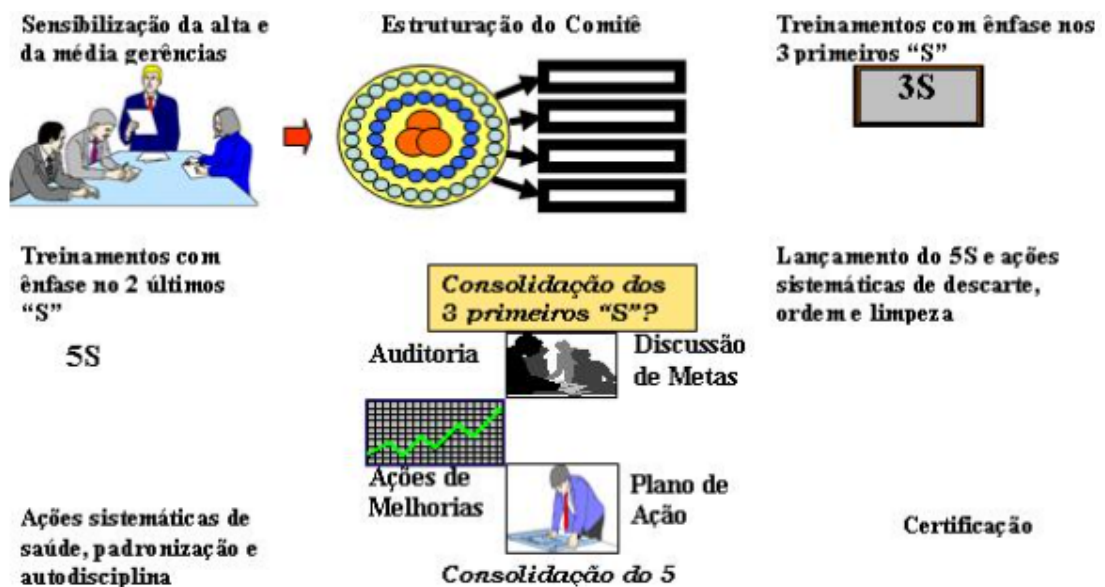 Sensibilização da alta e
da média gerências
Estruturação do Comitê
Treinamentos com ênfase nos
3 primeiros “S”
3S
Treinamentos com
ênfase no 2 últimos
“S”
5S
Consolidação dos
3 primeiros “S”?
Auditoria
Discussão
de Metas
Ações de
Melhorias
Plano de
Ação
Lançamento do 5S e ações
sistemáticas de descarte,
ordem e limpeza
Ações sistemáticas de
saúde, padronização e
autodisciplina
Consolidação do 5
Certificação